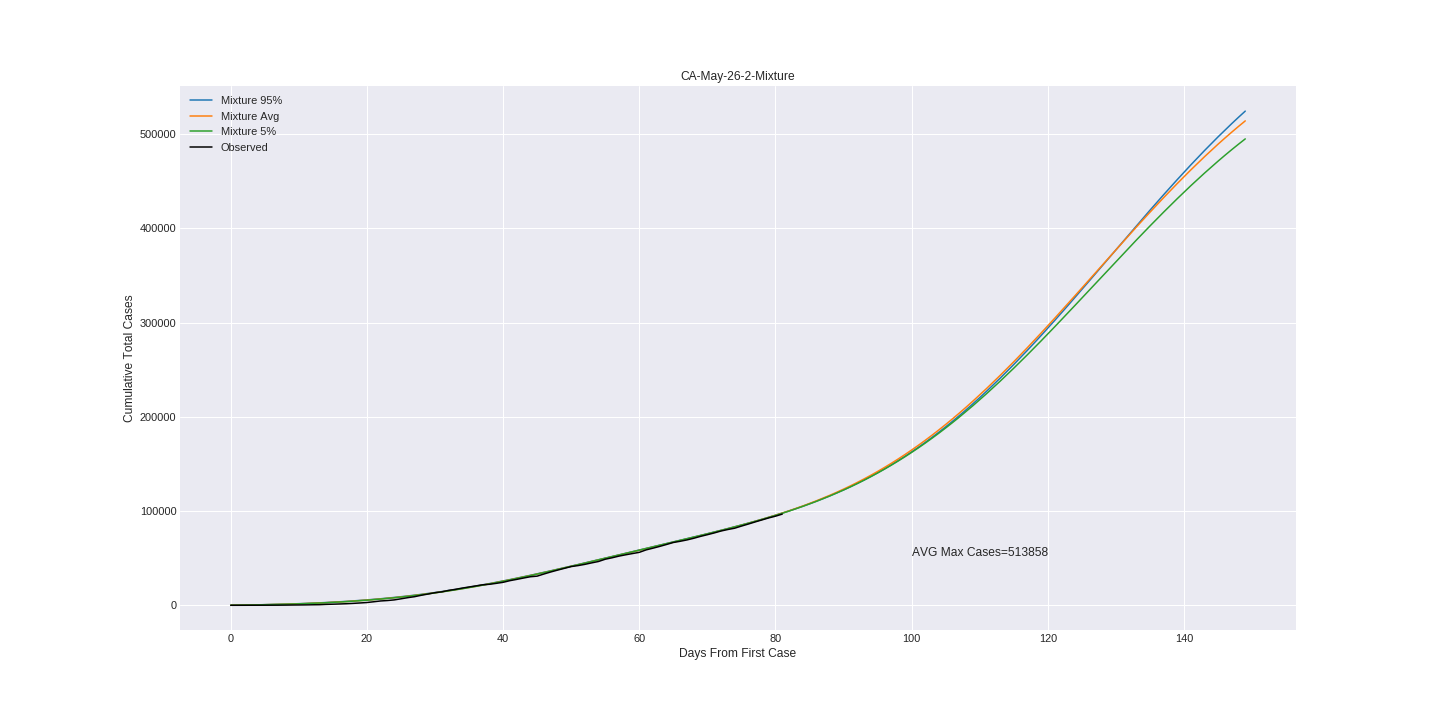 CA-May-26-2-Mixture
Mixture 95%
Mixture Avg
Mixture 5%
Observed
500000
400000
300000
200000
100000
0
Cumulative Total Cases
AVG Max Cases=513858
0 20 40 60 80 100 120 140
Days From First Case